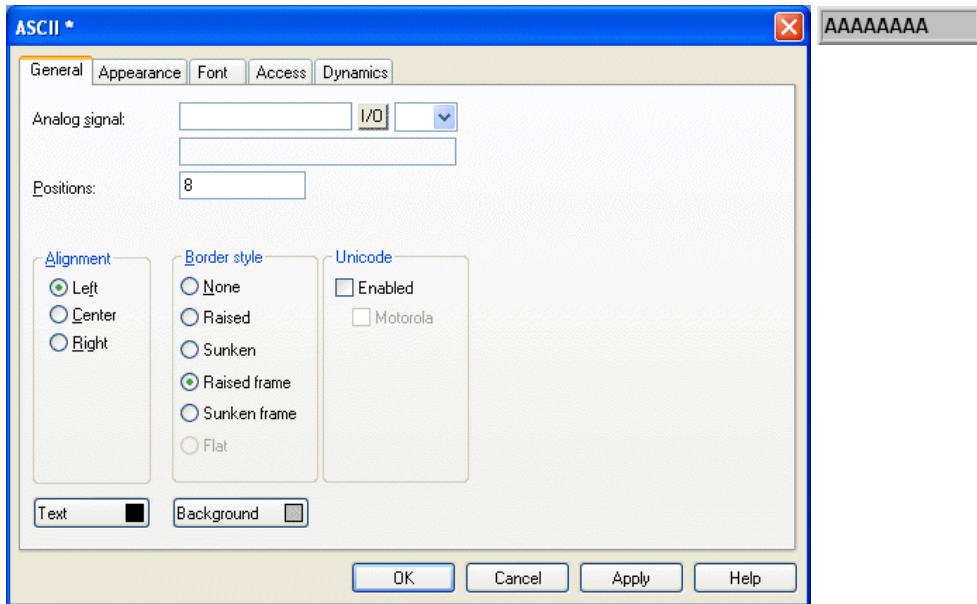 ASCII *
AAAAAAAA
General Appearance Font Access Dynamics
Analog signal: I/O
Positions: 8
Alignment
Left
Center
Right
Border style
None
Raised
Sunken
Raised frame
Sunken frame
Flat
Unicode
Enabled
Motorola
Text Background
OK Cancel Apply Help